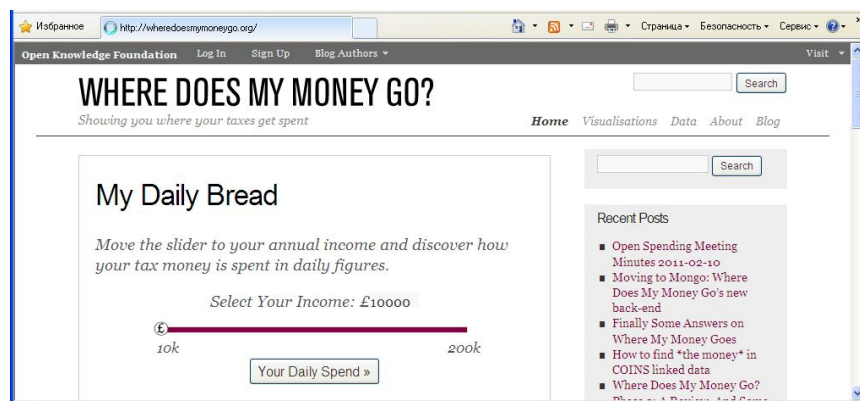 Избранное
http://wheredoesmymoneygo.org/
Страница
Безопасность
Сервис
Open Knowledge Foundation Log In Sign Up Blog Authors
Visit
WHERE DOES MY MONEY GO?
Showing you where your taxes get spent
Search
Home Visualisations Data About Blog
My Daily Bread
Move the slider to your annual income and discover how
your tax money is spent in daily figures.
Select Your Income: £10000
£
10k
200k
Your Daily Spend »
Search
Recent Posts
Open Spending Meeting
Minutes 2011-02-10
Moving to Mongo: Where
Does My Money Go's new
back-end
Finally Some Answers on
Where My Money Goes
How to find *the money* in
COINS linked data
Where Does My Money Go?